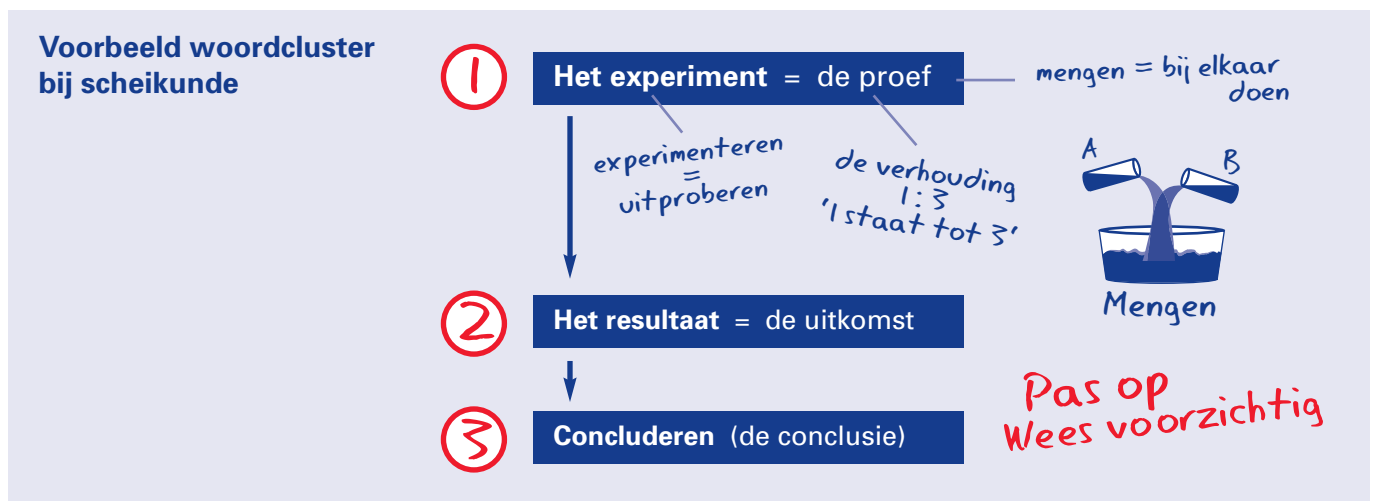 Voorbeeld woordcluster
bij scheikunde
1
Het experiment = de proef
mengen = bij elkaar
doen
experimenteren
=
uitproberen
de verhouding
1 : 3
'1 staat tot 3'
A
B
Mengen
2
Het resultaat = de uitkomst
3
Concluderen (de conclusie)
Pas op
Wees voorzichtig